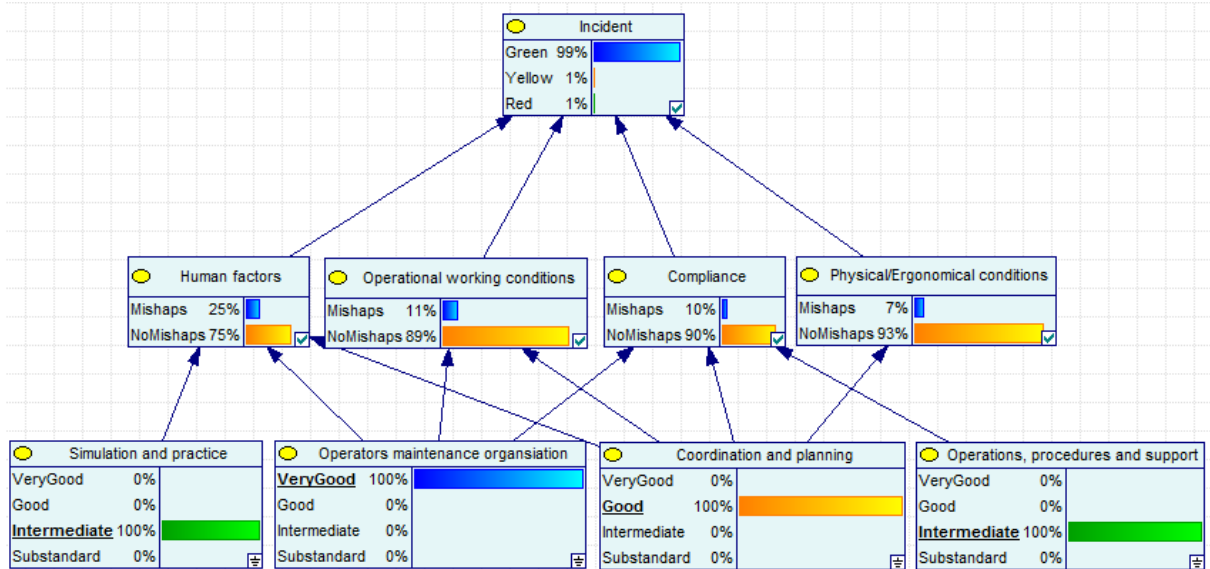 Incident
Green 99%
Yellow 1%
Red 1%
Human factors
Mishaps 25%
NoMishaps 75%
Operational working conditions
Mishaps 11%
NoMishaps 89%
Compliance
Mishaps 10%
NoMishaps 90%
Physical/Ergonomical conditions
Mishaps 7%
NoMishaps 93%
Simulation and practice
VeryGood 0%
Good 0%
Intermediate 100%
Substandard 0%
Operators maintenance organsiation
VeryGood 100%
Good 0%
Intermediate 0%
Substandard 0%
Coordination and planning
VeryGood 0%
Good 100%
Intermediate 0%
Substandard 0%
Operations, procedures and support
VeryGood 0%
Good 0%
Intermediate 100%
Substandard 0%